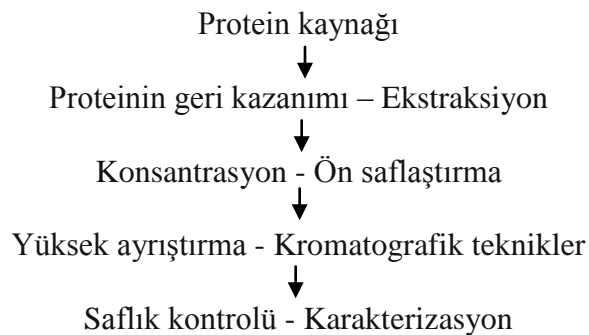 Protein kaynağı
Proteinin geri kazanımı – Ekstraksiyon
Konsantrasyon - Ön saflaştırma
Yüksek ayrıştırma - Kromatografik teknikler
Saflık kontrolü - Karakterizasyon